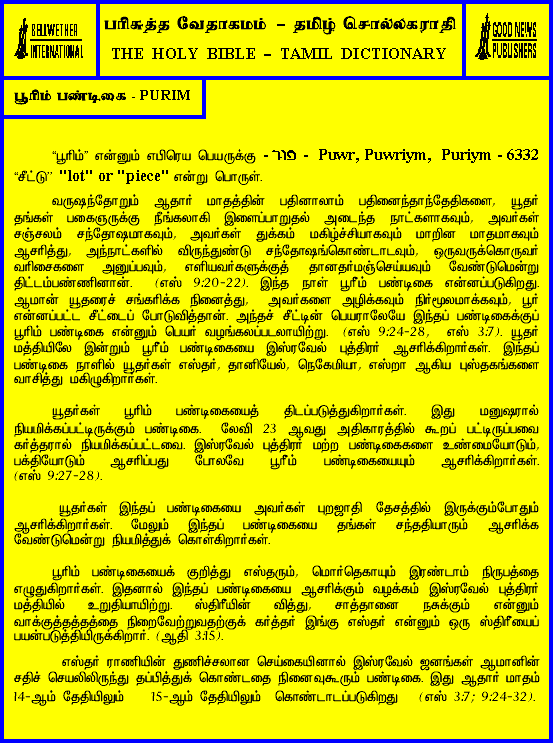 BELLWETHER
INTERNATIONAL
பரிசுத்த வேதாகமம் – தமிழ் சொல்லகராதி
THE HOLY BIBLE – TAMIL DICTIONARY
GOOD NEWS
PUBLISHERS
பூரிம் பண்டிகை - PURIM
“பூரிம்” என்னும் எபிரெய பெயருக்கு - פור - Puwr, Puwriym, Puriym - 6332
“சீட்டு” "lot" or "piece" என்று பொருள்.
வருஷந்தோறும் ஆதார் மாதத்தின் பதினாலாம் பதினைந்தாந்தேதிகளை, யூதர்
தங்கள் பகைஞருக்கு நீங்கலாகி இளைப்பாறுதல் அடைந்த நாட்களாகவும், அவர்கள்
சஞ்சலம் சந்தோஷமாகவும், அவர்கள் துக்கம் மகிழ்ச்சியாகவும் மாறின மாதமாகவும்
ஆசரித்து, அந்நாட்களில் விருந்துண்டு சந்தோஷங்கொண்டாடவும், ஒருவருக்கொருவர்
வரிசைகளை அனுப்பவும், எளியவர்களுக்குத் தானதர்மஞ்செய்யவும் வேண்டுமென்று
திட்டம்பண்ணினான். (எஸ் 9:20-22). இந்த நாள் பூரீம் பண்டிகை என்னப்படுகிறது.
ஆமான் யூதரைச் சங்கரிக்க நினைத்து, அவர்களை அழிக்கவும் நிர்மூலமாக்கவும், பூர்
என்னப்பட்ட சீட்டைப் போடுவித்தான். அந்தச் சீட்டின் பெயராலேயே இந்தப் பண்டிகைக்குப்
பூரிம் பண்டிகை என்னும் பெயர் வழங்கலப்படலாயிற்று. (எஸ் 9:24-28, எஸ் 3:7). யூதர்
மத்தியிலே இன்றும் பூரீம் பண்டிகையை இஸ்ரவேல் புத்திரர் ஆசரிக்கிறார்கள். இந்தப்
பண்டிகை நாளில் யூதர்கள் எஸ்தர், தானியேல், நெகேமியா, எஸ்றா ஆகிய புஸ்தகங்களை
வாசித்து மகிழுகிறார்கள்.
யூதர்கள் பூரிம் பண்டிகையைத் திடப்படுத்துகிறார்கள். இது மனுஷரால்
நியமிக்கப்பட்டிருக்கும் பண்டிகை. லேவி 23 ஆவது அதிகாரத்தில் கூறப் பட்டிருப்பவை
கர்த்தரால் நியமிக்கப்பட்டவை. இஸ்ரவேல் புத்திரர் மற்ற பண்டிகைகளை உண்மையோடும்,
பக்தியோடும் ஆசரிப்பது போலவே பூரீம் பண்டிகையையும் ஆசரிக்கிறார்கள்.
(எஸ் 9:27-28).
யூதர்கள் இந்தப் பண்டிகையை அவர்கள் புறஜாதி தேசத்தில் இருக்கும்போதும்
ஆசரிக்கிறார்கள். மேலும் இந்தப் பண்டிகையை தங்கள் சந்ததியாரும் ஆசரிக்க
வேண்டுமென்று நியமித்துக் கொள்கிறார்கள்.
பூரிம் பண்டிகையைக் குறித்து எஸ்தரும், மொர்தெகாயும் இரண்டாம் நிருபத்தை
எழுதுகிறார்கள். இதனால் இந்தப் பண்டிகையை ஆசரிக்கும் வழக்கம் இஸ்ரவேல் புத்திரர்
மத்தியில் உறுதியாயிற்று. ஸ்திரீயின் வித்து, சாத்தானை நசுக்கும் என்னும்
வாக்குத்தத்தத்தை நிறைவேற்றுவதற்குக் கர்த்தர் இங்கு எஸ்தர் என்னும் ஒரு ஸ்திரீயைப்
பயன்படுத்தியிருக்கிறார். (ஆதி 3:15).
எஸ்தர் ராணியின் துணிச்சலான செய்கையினால் இஸ்ரவேல் ஜனங்கள் ஆமானின்
சதிச் செயலிலிருந்து தப்பித்துக் கொண்டதை நினைவுகூரும் பண்டிகை. இது ஆதார் மாதம்
14-ஆம் தேதியிலும் 15-ஆம் தேதியிலும் கொண்டாடப்படுகிறது (எஸ் 3:7; 9:24-32).